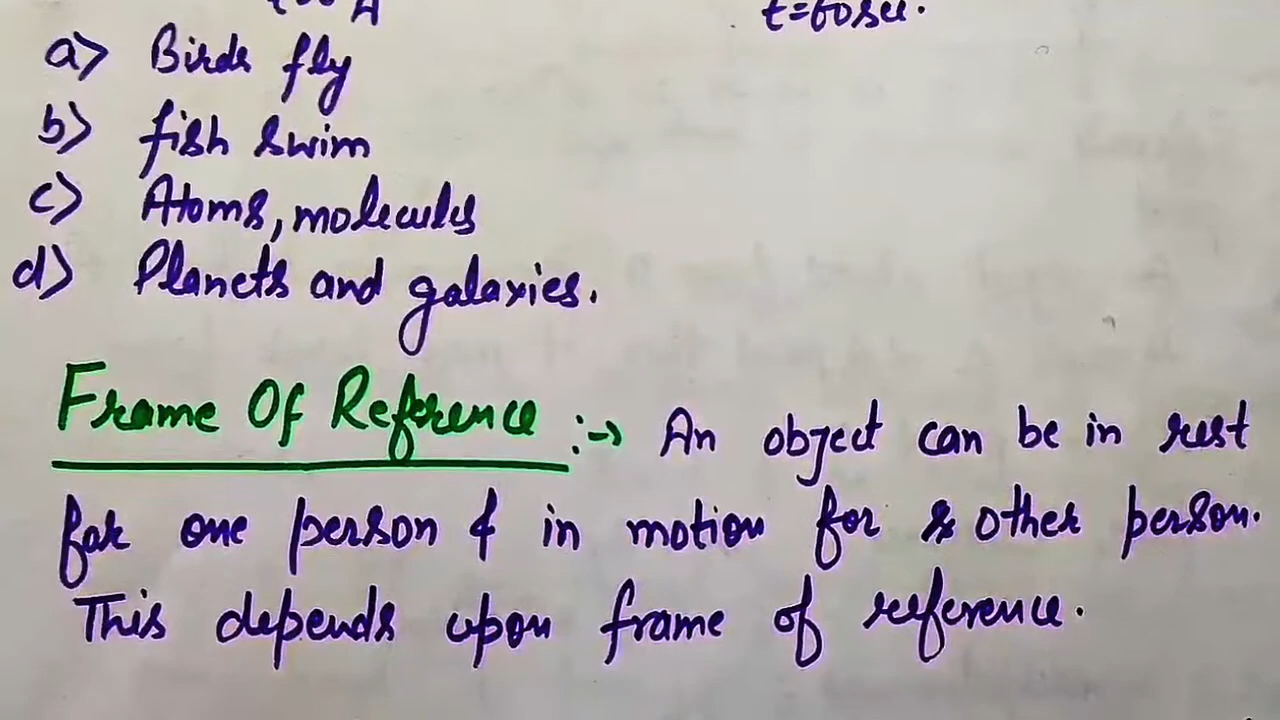 t=60sec.
a) Birds fly
b) fish swim
c) Atoms, molecules
d) Planets and galaxies.
Frame Of Reference :→ An object can be in rest
for one person & in motion for other person.
This depends upon frame of reference.